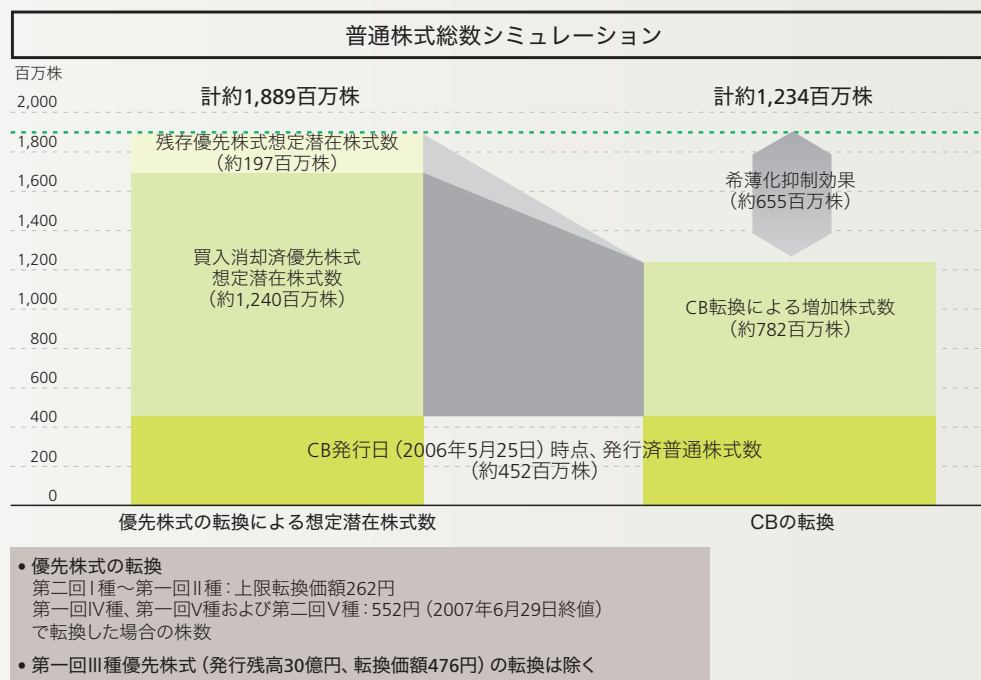 普通株式総数シミュレーション
百万株
計約1,889百万株
計約1,234百万株
2,000
1,800
1,600
1,400
1,200
1,000
800
600
400
200
0
残存優先株式想定潜在株式数
（約197百万株）
買入消却済優先株式
想定潜在株式数
（約1,240百万株）
希薄化抑制効果
（約655百万株）
CB転換による増加株式数
（約782百万株）
CB発行日（2006年5月25日）時点、発行済普通株式数
（約452百万株）
優先株式の転換による想定潜在株式数
CBの転換
• 優先株式の転換
第二回Ⅰ種～第一回Ⅱ種：上限転換価額262円
第一回Ⅳ種、第一回Ⅴ種および第二回Ⅴ種：552円（2007年6月29日終値）
で転換した場合の株数
• 第一回Ⅲ種優先株式（発行残高30億円、転換価額476円）の転換は除く